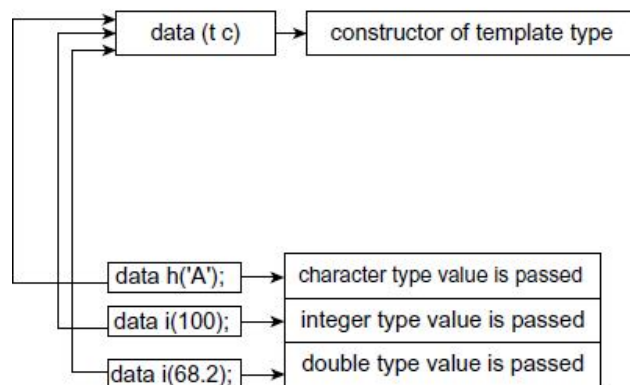 data (t c)
constructor of template type
data h('A');
character type value is passed
data i(100);
integer type value is passed
data i(68.2);
double type value is passed